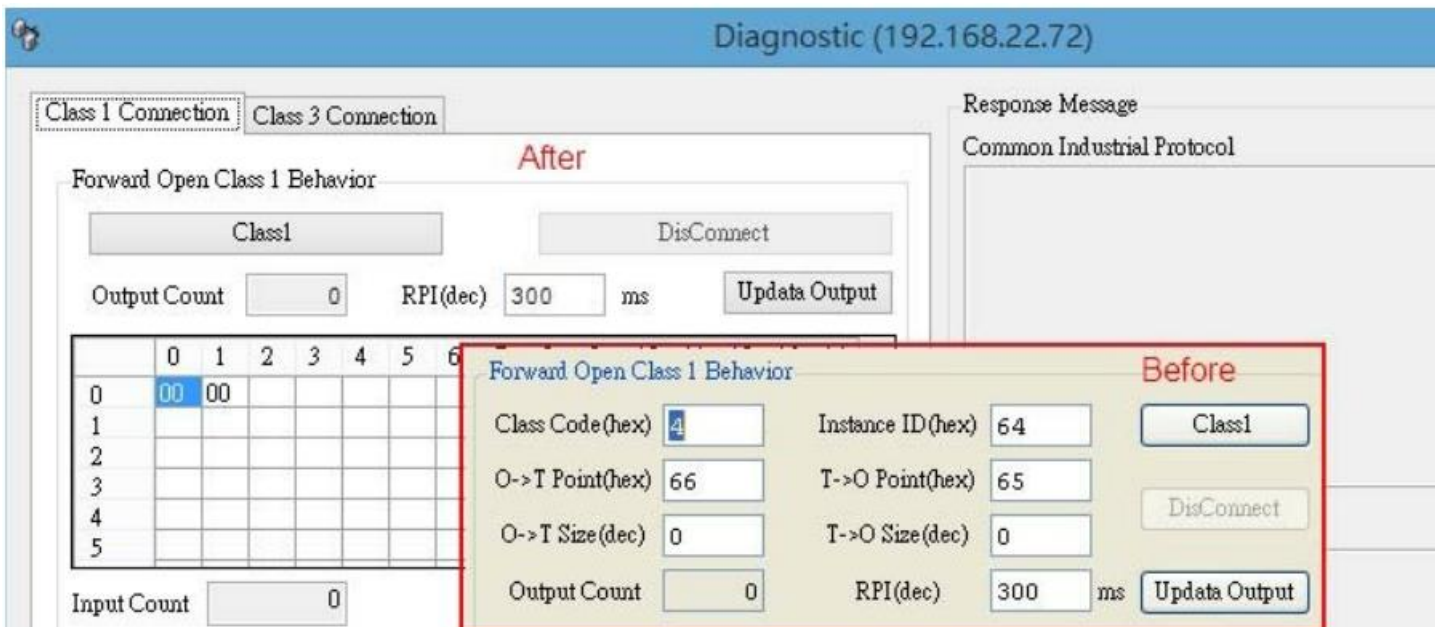 Diagnostic (192.168.22.72)
Class 1 Connection Class 3 Connection
After
Forward Open Class 1 Behavior
Class1 DisConnect
Output Count 0 RPI(dec) 300 ms Updata Output
0 1 2 3 4 5 6
0 00 00
1
2
3
4
5
Input Count 0
Response Message
Common Industrial Protocol
Forward Open Class 1 Behavior Before
Class Code(hex) 4 Instance ID(hex) 64 Class1
O->T Point(hex) 66 T->O Point(hex) 65
DisConnect
O->T Size(dec) 0 T->O Size(dec) 0
Output Count 0 RPI(dec) 300 ms Updata Output